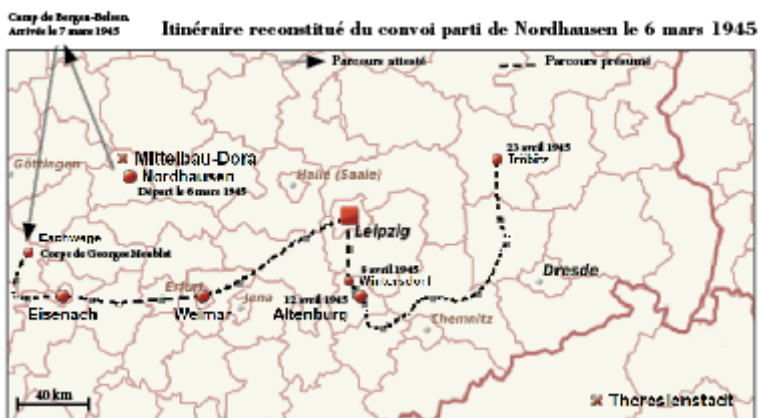 Camp de Bergen-Belsen.
Arrivée le 7 mars 1945
Itinéraire reconstitué du convoi parti de Nordhausen le 6 mars 1945
Parcours attesté
Parcours présumé
Göttingen
Mittelbau-Dora
Nordhausen
Départ le 6 mars 1945
Halle (Saale)
23 avril 1945
Tröbitz
Leipzig
Eschwege
Corps de Georges
Erfurt
Eisenach
Weimar
Jena
avril 1945
Wintersdorf
12 avril 1945
Altenburg
Chemnitz
Dresde
40 km
Theresienstadt